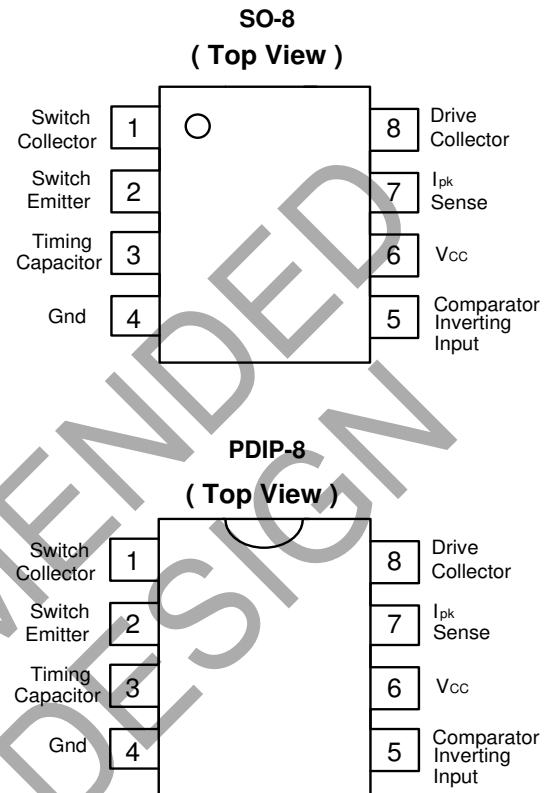 SO-8
( Top View )
Switch
Collector
1
8
Drive
Collector
Switch
Emitter
2
7
Ipk
Sense
Timing
Capacitor
3
6
VCC
Gnd
4
5
Comparator
Inverting
Input
PDIP-8
( Top View )
Switch
Collector
1
8
Drive
Collector
Switch
Emitter
2
7
Ipk
Sense
Timing
Capacitor
3
6
VCC
Gnd
4
5
Comparator
Inverting
Input
MENDED
DESIGN